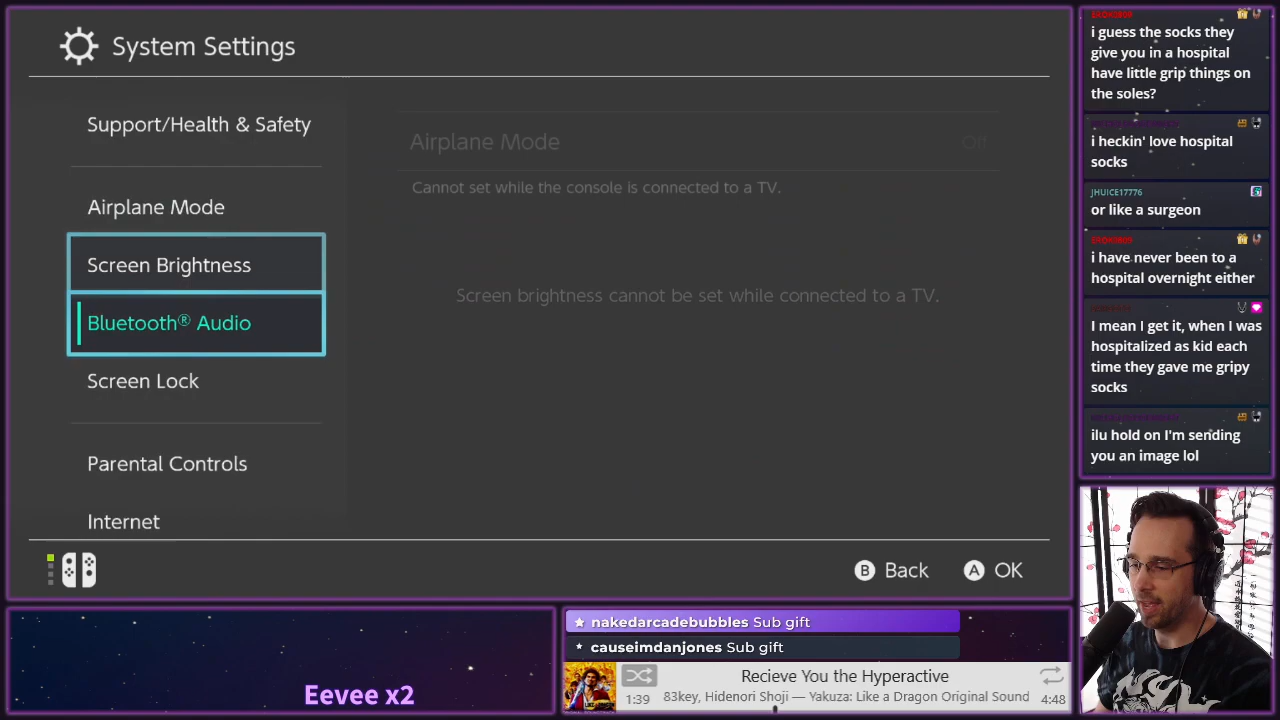 System Settings
Support/Health & Safety
Airplane Mode
Screen Brightness
Bluetooth® Audio
Screen Lock
Parental Controls
Internet
Airplane Mode
Off
Cannot set while the console is connected to a TV.
Screen brightness cannot be set while connected to a TV.
B Back
A OK
i guess the socks they
give you in a hospital
have little grip things on
the soles?
i heckin' love hospital
socks
JHUICE17776
or like a surgeon
i have never been to a
hospital overnight either
I mean I get it, when I was
hospitalized as kid each
time they gave me gripy
socks
ilu hold on I'm sending
you an image lol
Eevee x2
nakedarcadebubbles Sub gift
causeimdanjones Sub gift
Recieve You the Hyperactive
1:39
83key, Hidenori Shoji — Yakuza: Like a Dragon Original Sound
4:48